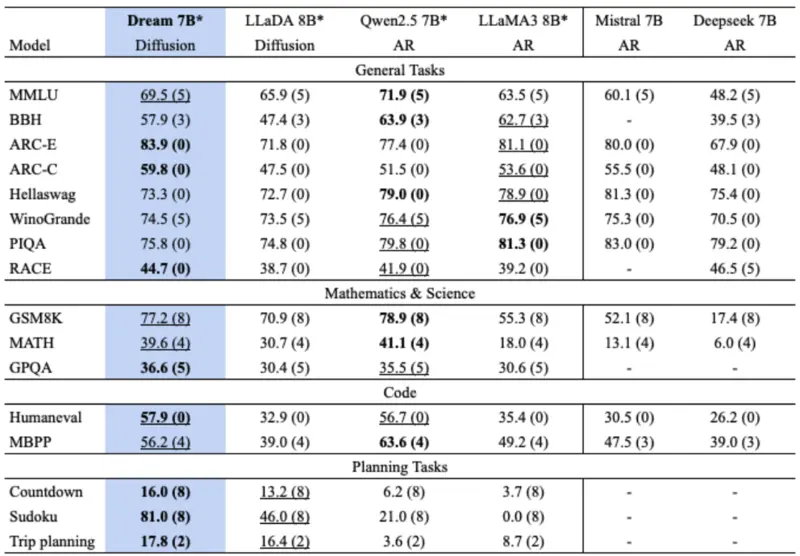 Dream 7B* LLaDA 8B* Qwen2.5 7B* LLaMA3 8B* Mistral 7B Deepseek 7B
Model Diffusion Diffusion AR AR AR AR
General Tasks
MMLU 69.5 (5) 65.9 (5) 71.9 (5) 63.5 (5) 60.1 (5) 48.2 (5)
BBH 57.9 (3) 47.4 (3) 63.9 (3) 62.7 (3) - 39.5 (3)
ARC-E 83.9 (0) 71.8 (0) 77.4 (0) 81.1 (0) 80.0 (0) 67.9 (0)
ARC-C 59.8 (0) 47.5 (0) 51.5 (0) 53.6 (0) 55.5 (0) 48.1 (0)
Hellaswag 73.3 (0) 72.7 (0) 79.0 (0) 78.9 (0) 81.3 (0) 75.4 (0)
WinoGrande 74.5 (5) 73.5 (5) 76.4 (5) 76.9 (5) 75.3 (0) 70.5 (0)
PIQA 75.8 (0) 74.8 (0) 79.8 (0) 81.3 (0) 83.0 (0) 79.2 (0)
RACE 44.7 (0) 38.7 (0) 41.9 (0) 39.2 (0) - 46.5 (5)
Mathematics & Science
GSM8K 77.2 (8) 70.9 (8) 78.9 (8) 55.3 (8) 52.1 (8) 17.4 (8)
MATH 39.6 (4) 30.7 (4) 41.1 (4) 18.0 (4) 13.1 (4) 6.0 (4)
GPQA 36.6 (5) 30.4 (5) 35.5 (5) 30.6 (5) - -
Code
Humaneval 57.9 (0) 32.9 (0) 56.7 (0) 35.4 (0) 30.5 (0) 26.2 (0)
MBPP 56.2 (4) 39.0 (4) 63.6 (4) 49.2 (4) 47.5 (3) 39.0 (3)
Planning Tasks
Countdown 16.0 (8) 13.2 (8) 6.2 (8) 3.7 (8) - -
Sudoku 81.0 (8) 46.0 (8) 21.0 (8) 0.0 (8) - -
Trip planning 17.8 (2) 16.4 (2) 3.6 (2) 8.7 (2) - -